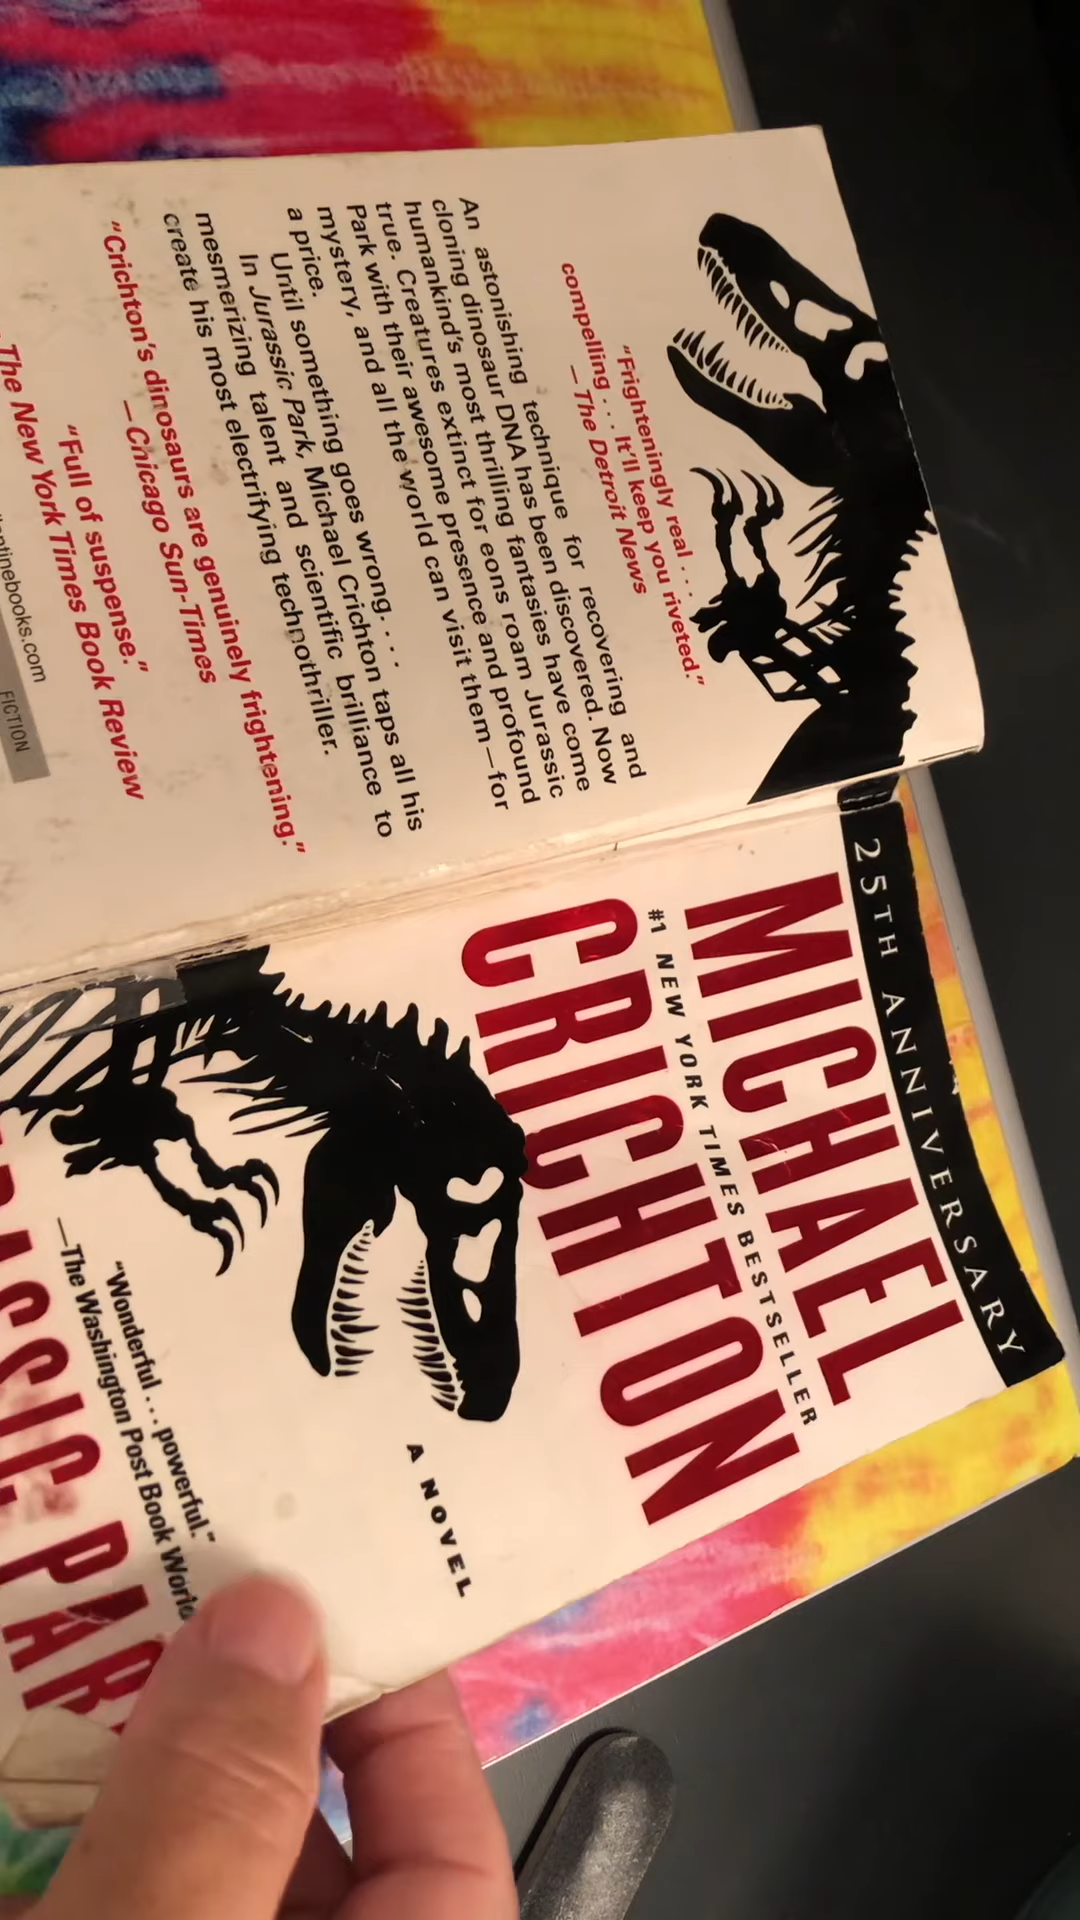 "Frighteningly real . . .
compelling . . . It'll keep you riveted."
—The Detroit News
An astonishing technique for recovering and
cloning dinosaur DNA has been discovered. Now
humankind's most thrilling fantasies have come
true. Creatures extinct for eons roam Jurassic
Park with their awesome presence and profound
mystery, and all the world can visit them—for
a price.
Until something goes wrong. . . .
In Jurassic Park, Michael Crichton taps all his
mesmerizing talent and scientific brilliance to
create his most electrifying technothriller.
"Crichton's dinosaurs are genuinely frightening."
—Chicago Sun-Times
"Full of suspense."
The New York Times Book Review
FICTION
25TH ANNIVERSARY
MICHAEL
#1 NEW YORK TIMES BESTSELLER
CRICHTON
A NOVEL
"Wonderful . . . powerful."
—The Washington Post Book World